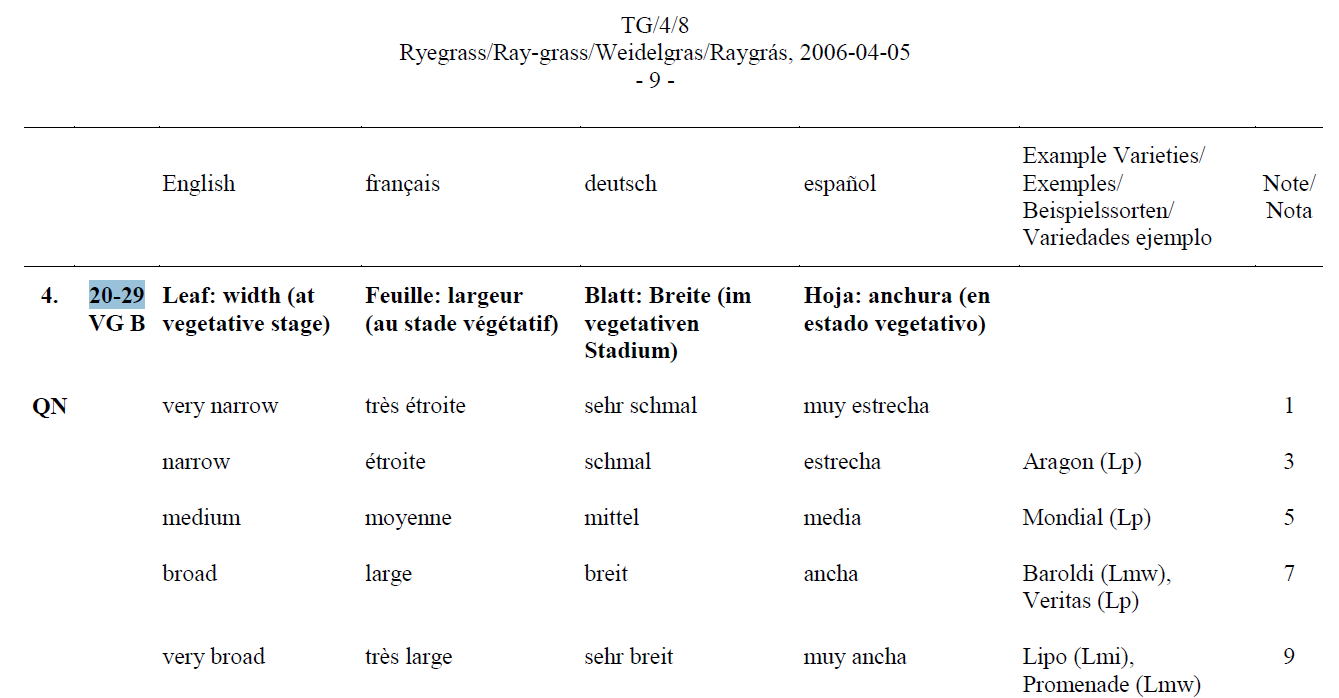 TG/4/8
Ryegrass/Ray-grass/Weidelgras/Raygrás, 2006-04-05
- 9 -
English français deutsch español Example Varieties/ Exemples/ Beispielssorten/ Variedades ejemplo Note/ Nota
4. 20-29 Leaf: width (at Feuille: largeur Blatt: Breite (im Hoja: anchura (en
VG B vegetative stage) (au stade végétatif) vegetativen estado vegetativo)
Stadium)
QN very narrow très étroite sehr schmal muy estrecha 1
narrow étroite schmal estrecha Aragon (Lp) 3
medium moyenne mittel media Mondial (Lp) 5
broad large breit ancha Baroldi (Lmw), 7
Veritas (Lp)
very broad très large sehr breit muy ancha Lipo (Lmi), 9
Promenade (Lmw)